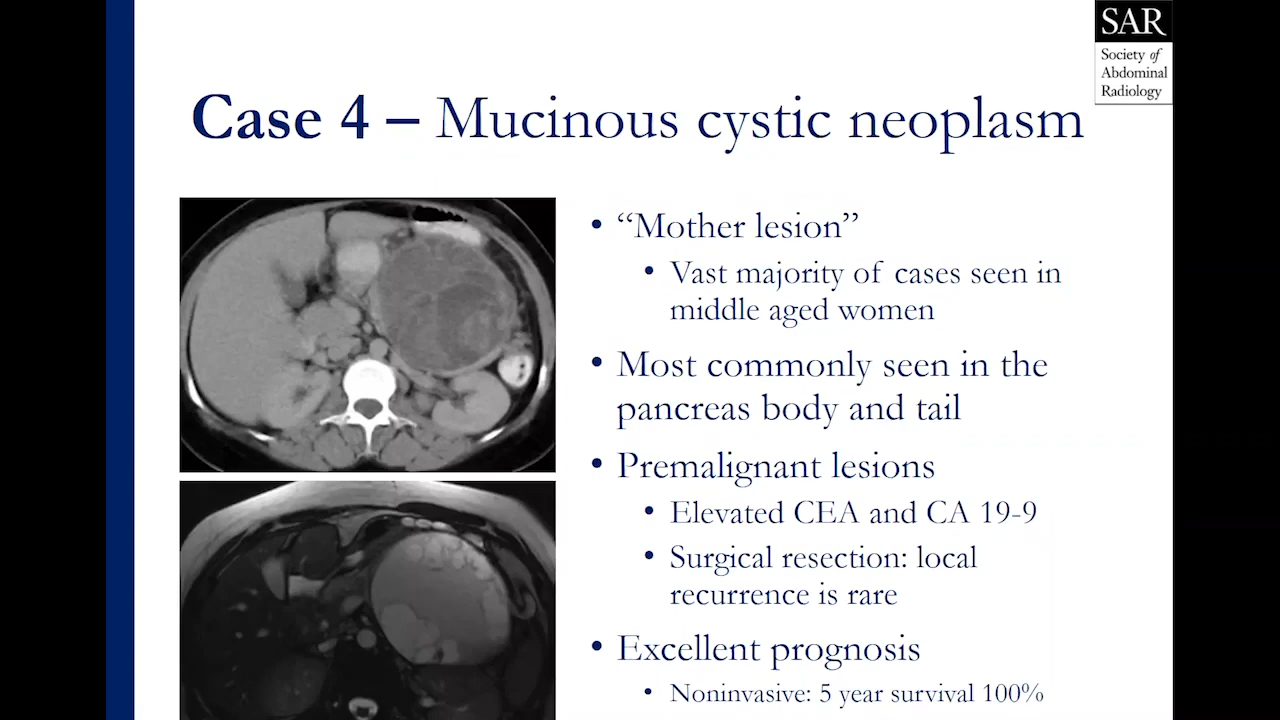 SAR
Society of
Abdominal
Radiology
Case 4 – Mucinous cystic neoplasm
• “Mother lesion”
• Vast majority of cases seen in
middle aged women
• Most commonly seen in the
pancreas body and tail
• Premalignant lesions
• Elevated CEA and CA 19-9
• Surgical resection: local
recurrence is rare
• Excellent prognosis
• Noninvasive: 5 year survival 100%